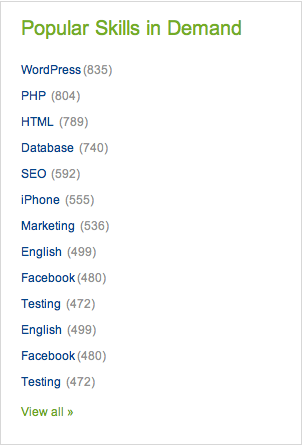 Popular Skills in Demand
WordPress (835)
PHP (804)
HTML (789)
Database (740)
SEO (592)
iPhone (555)
Marketing (536)
English (499)
Facebook (480)
Testing (472)
English (499)
Facebook (480)
Testing (472)
View all »